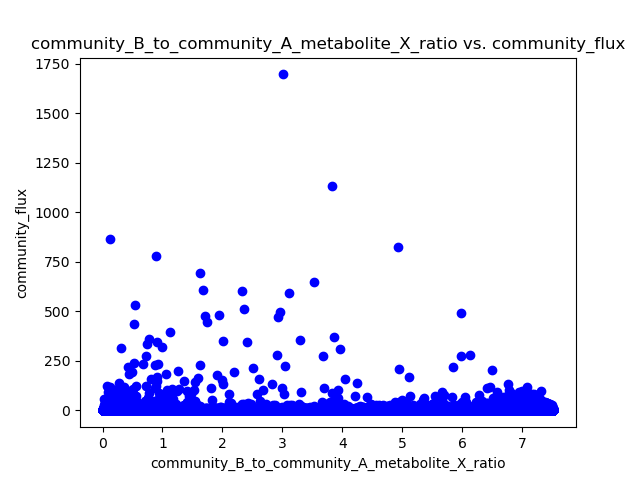 community_B_to_community_A_metabolite_X_ratio vs. community_flux
1750
1500
1250
1000
750
500
250
0
community_flux
0 1 2 3 4 5 6 7
community_B_to_community_A_metabolite_X_ratio